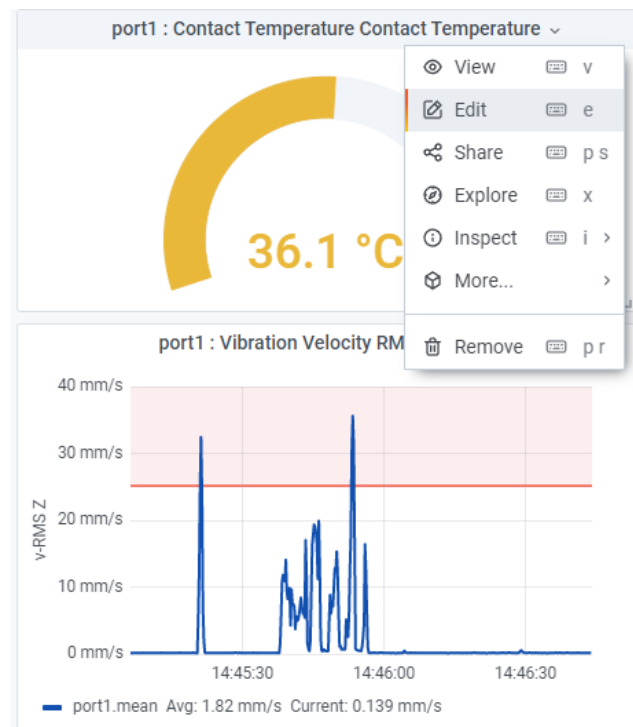 port1 : Contact Temperature Contact Temperature
View v
Edit e
Share p s
Explore x
Inspect i
More...
Remove p r
36.1 °C
port1 : Vibration Velocity RM
40 mm/s
30 mm/s
20 mm/s
10 mm/s
0 mm/s
v-RMS Z
14:45:30 14:46:00 14:46:30
port1.mean Avg: 1.82 mm/s Current: 0.139 mm/s